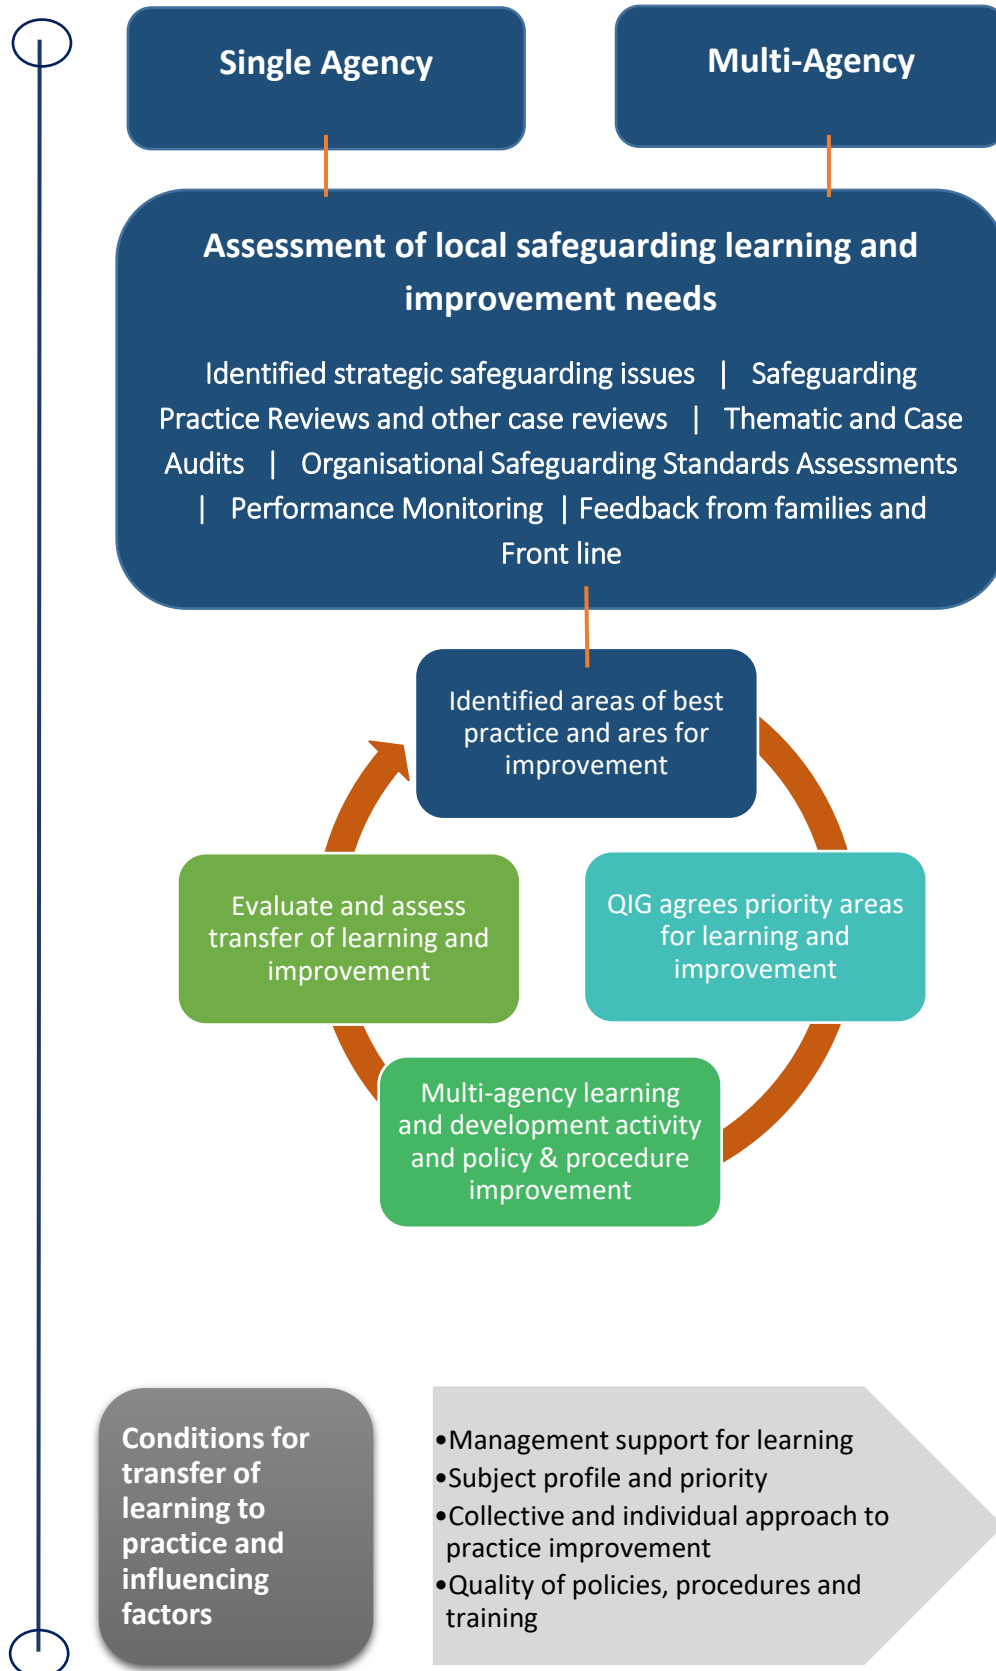 Single Agency
Multi-Agency
Assessment of local safeguarding learning and
improvement needs
Identified strategic safeguarding issues | Safeguarding
Practice Reviews and other case reviews | Thematic and Case
Audits | Organisational Safeguarding Standards Assessments
| Performance Monitoring | Feedback from families and
Front line
Identified areas of best
practice and ares for
improvement
QIG agrees priority areas
for learning and
improvement
Multi-agency learning
and development activity
and policy & procedure
improvement
Evaluate and assess
transfer of learning and
improvement
Conditions for
transfer of
learning to
practice and
influencing
factors
•Management support for learning
•Subject profile and priority
•Collective and individual approach to
practice improvement
•Quality of policies, procedures and
training